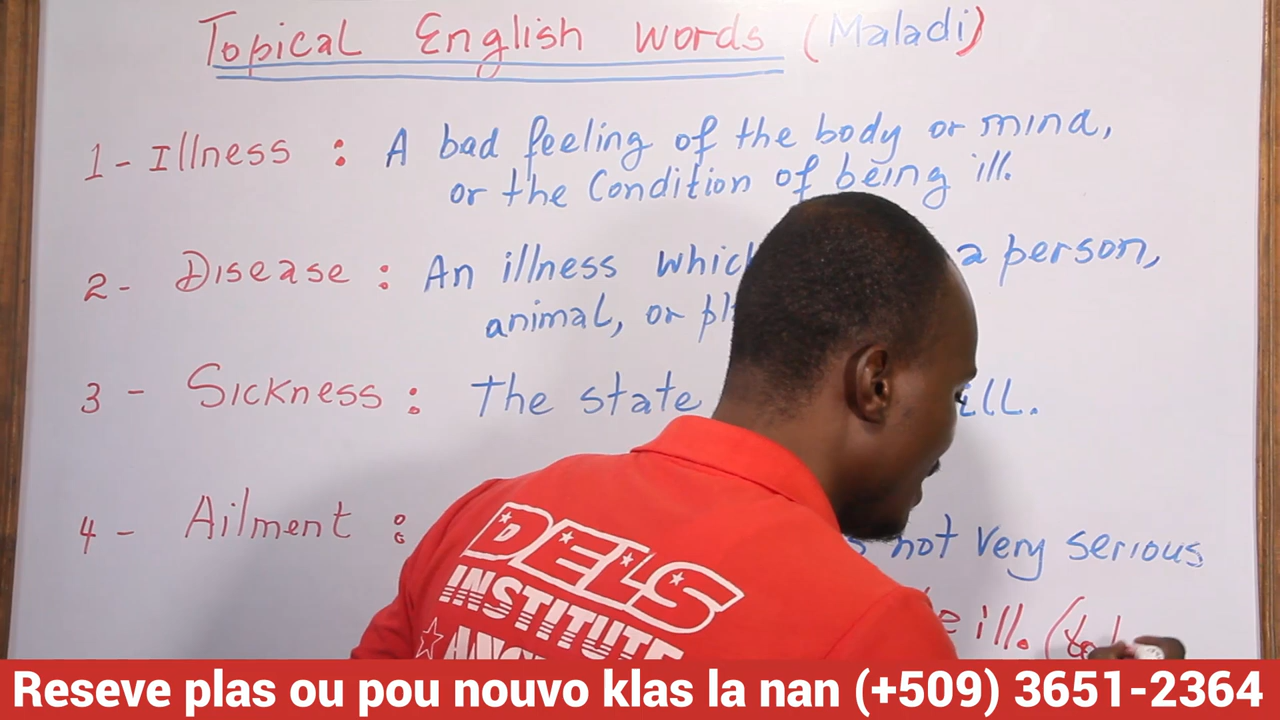 Topical English words (Maladi)
1- Illness : A bad feeling of the body or mind,
or the Condition of being ill.
2- Disease : An illness which a person,
animal, or
3 - Sickness : The state ill.
4 - Ailment : not very serious
ill. (to
DELS
INSTITUTE
Reseve plas ou pou nouvo klas la nan (+509) 3651-2364